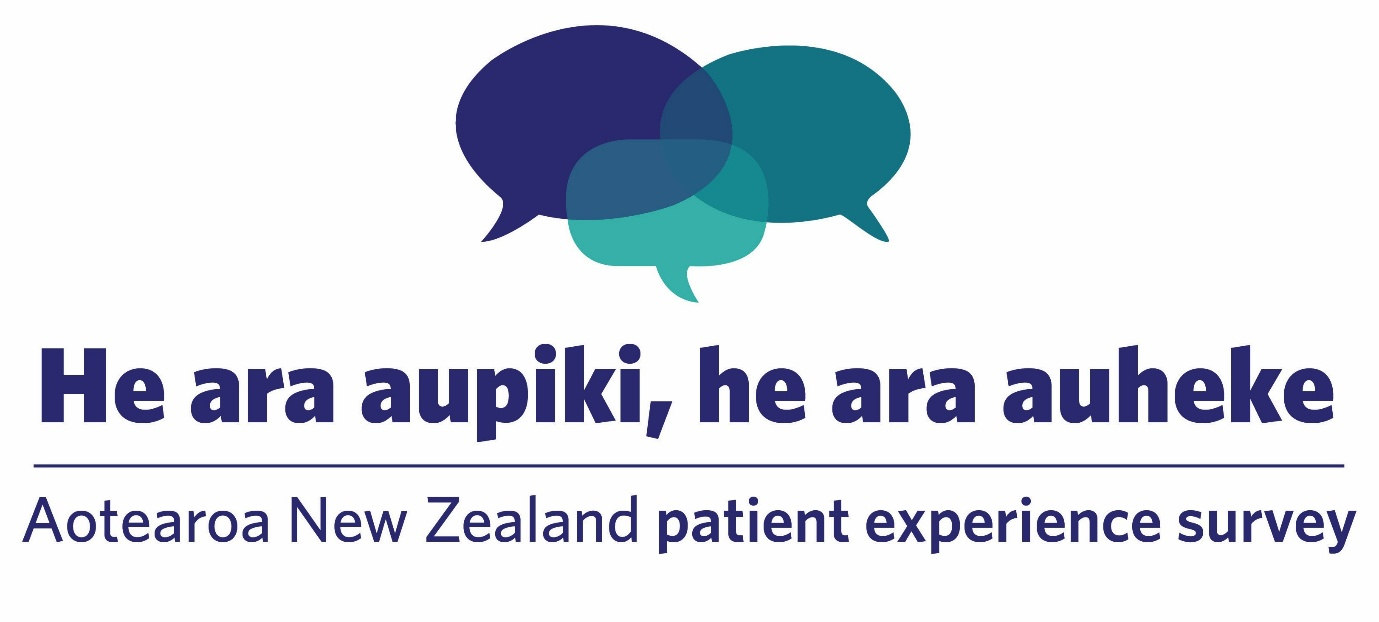 He ara aupiki, he ara auheke
Aotearoa New Zealand patient experience survey